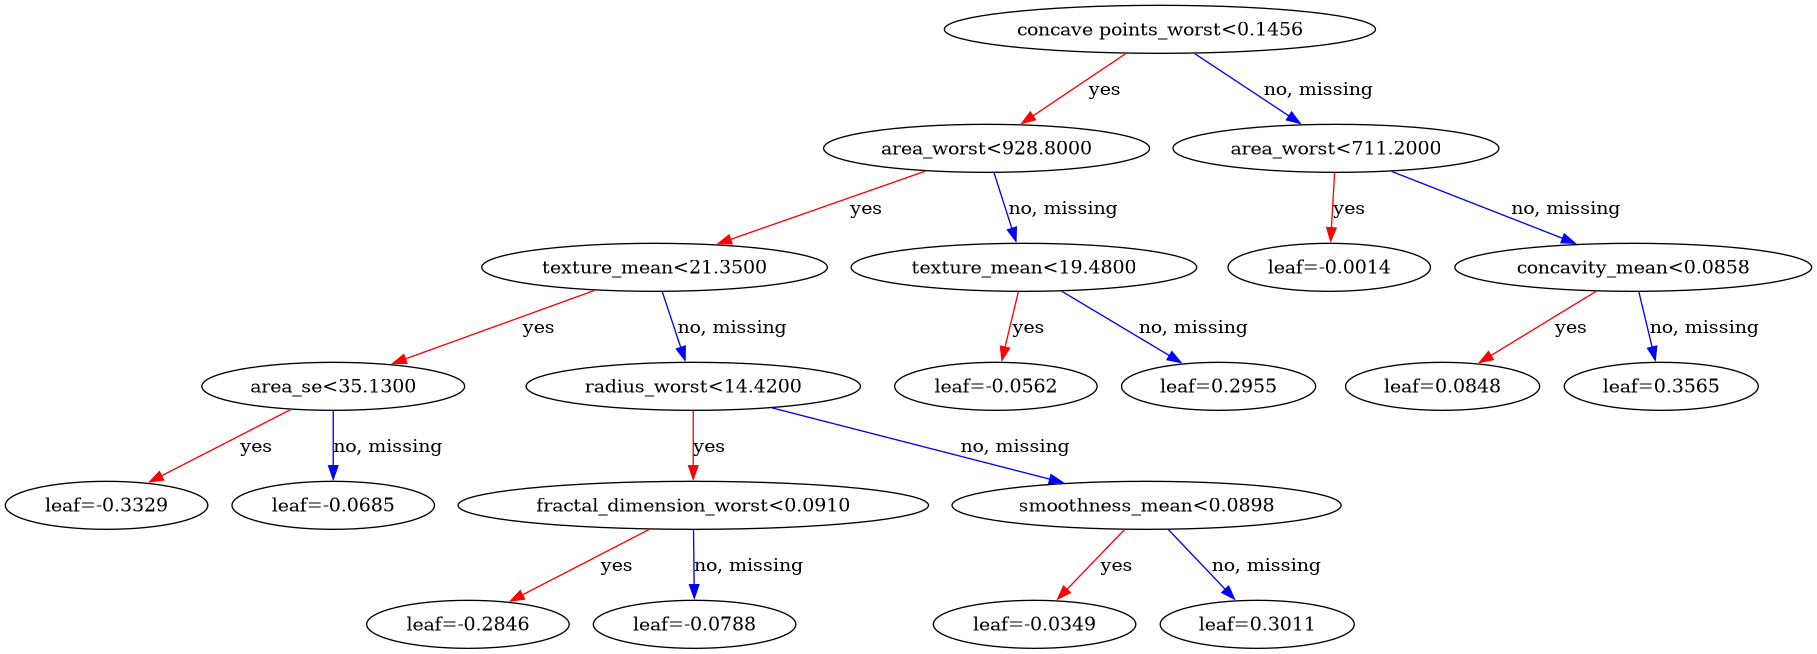 concave points_worst<0.1456
yes
no, missing
area_worst<928.8000
area_worst<711.2000
yes
no, missing
yes
no, missing
texture_mean<21.3500
texture_mean<19.4800
leaf=-0.0014
concavity_mean<0.0858
yes
no, missing
yes
no, missing
yes
no, missing
area_se<35.1300
radius_worst<14.4200
leaf=-0.0562
leaf=0.2955
leaf=0.0848
leaf=0.3565
yes
no, missing
yes
no, missing
leaf=-0.3329
leaf=-0.0685
fractal_dimension_worst<0.0910
smoothness_mean<0.0898
yes
no, missing
yes
no, missing
leaf=-0.2846
leaf=-0.0788
leaf=-0.0349
leaf=0.3011